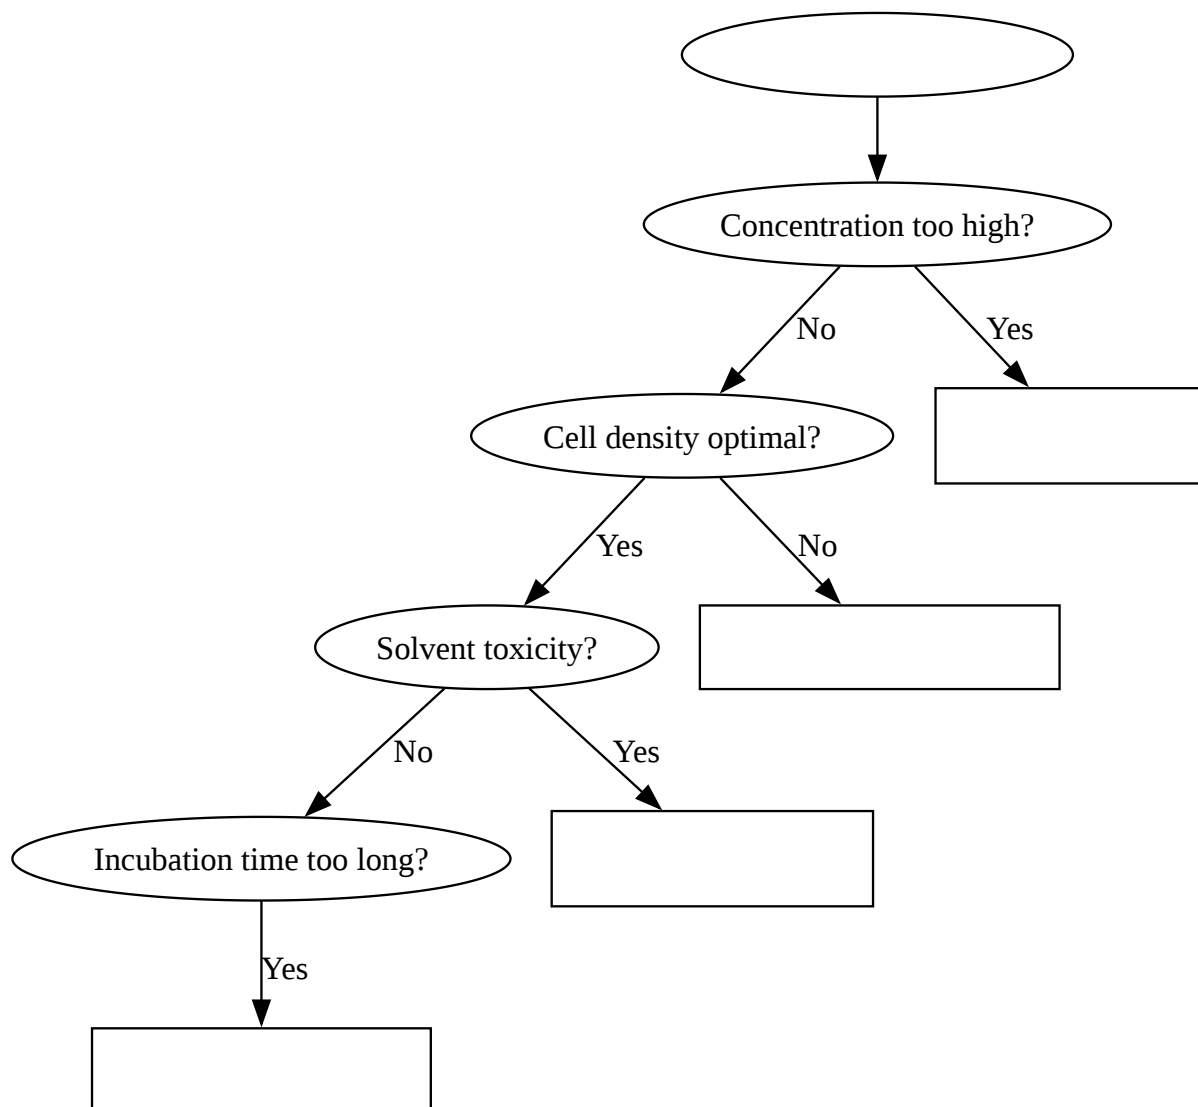 Concentration too high?
No
Yes
Cell density optimal?
Yes
No
Solvent toxicity?
No
Yes
Incubation time too long?
Yes